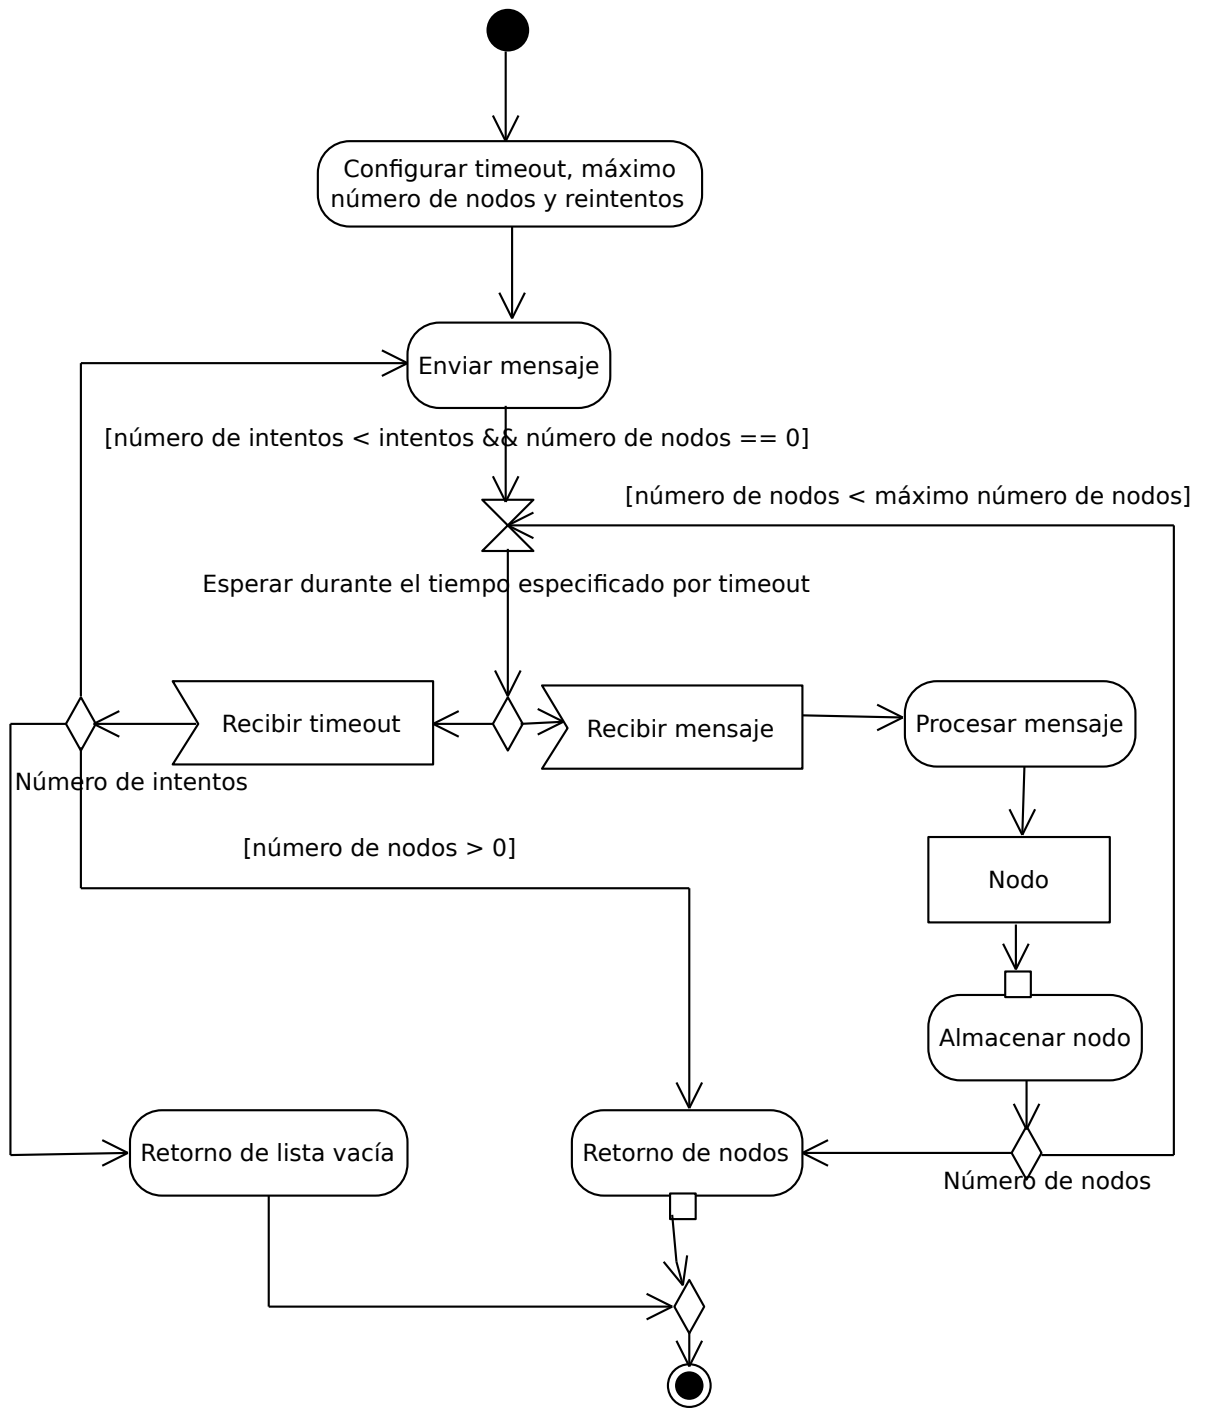 Configurar timeout, máximo
número de nodos y reintentos
Enviar mensaje
[número de intentos < intentos && número de nodos == 0]
[número de nodos < máximo número de nodos]
Esperar durante el tiempo especificado por timeout
Recibir timeout
Recibir mensaje
Procesar mensaje
Número de intentos
[número de nodos > 0]
Nodo
Almacenar nodo
Retorno de lista vacía
Retorno de nodos
Número de nodos